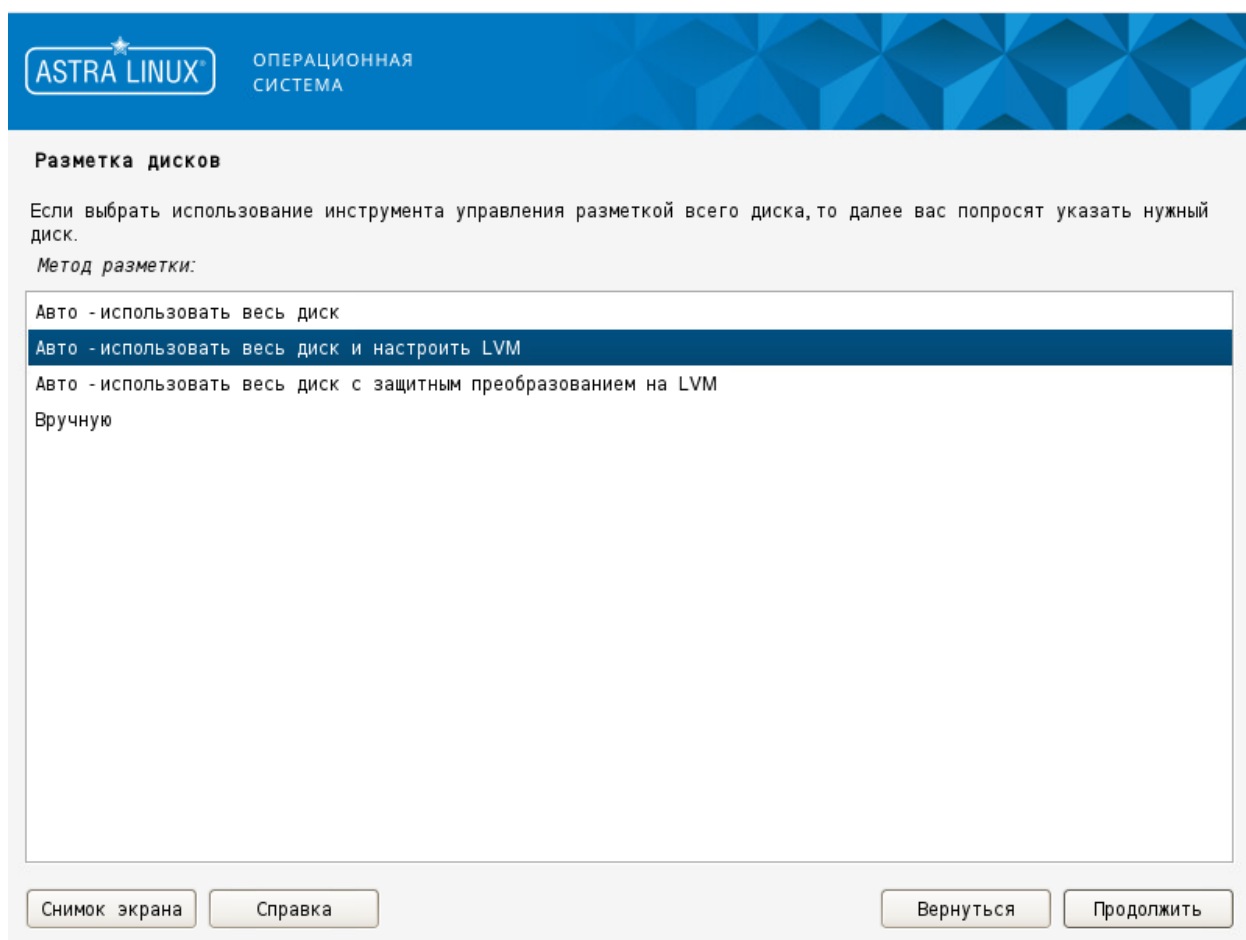 ASTRA LINUX®
ОПЕРАЦИОННАЯ
СИСТЕМА
Разметка дисков
Если выбрать использование инструмента управления разметкой всего диска, то далее вас попросят указать нужный
диск.
Метод разметки:
Авто - использовать весь диск
Авто - использовать весь диск и настроить LVM
Авто - использовать весь диск с защитным преобразованием на LVM
Вручную
Снимок экрана Справка Вернуться Продолжить